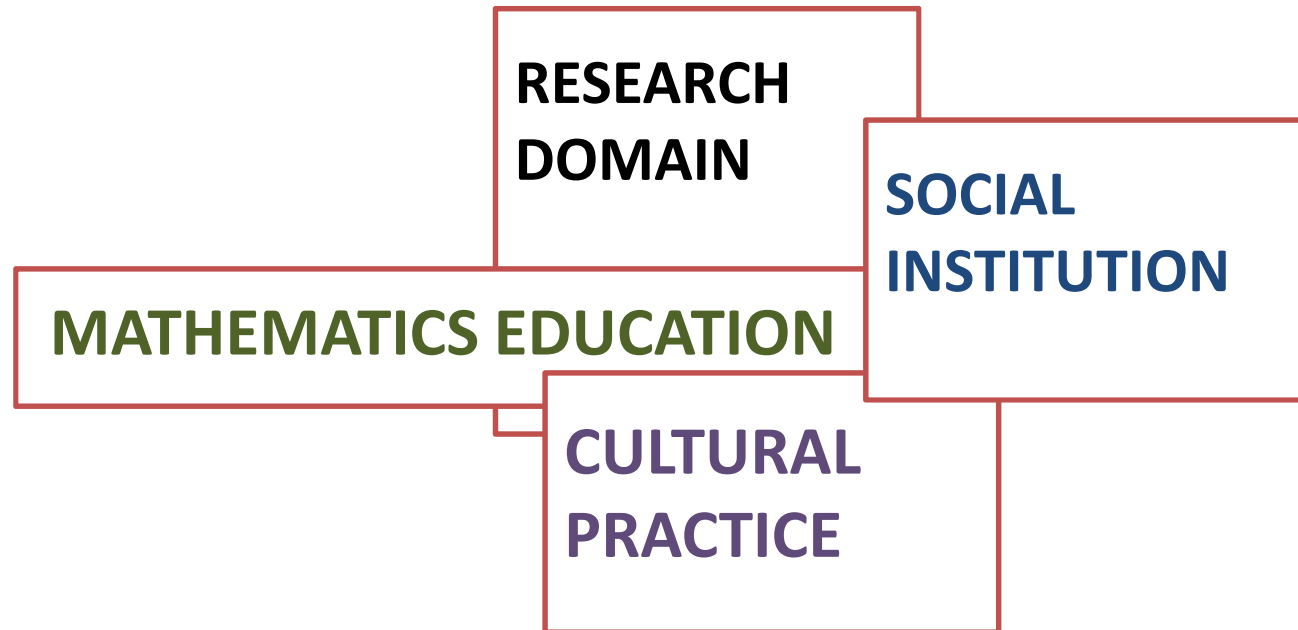 RESEARCH
DOMAIN
SOCIAL
INSTITUTION
MATHEMATICS EDUCATION
CULTURAL
PRACTICE